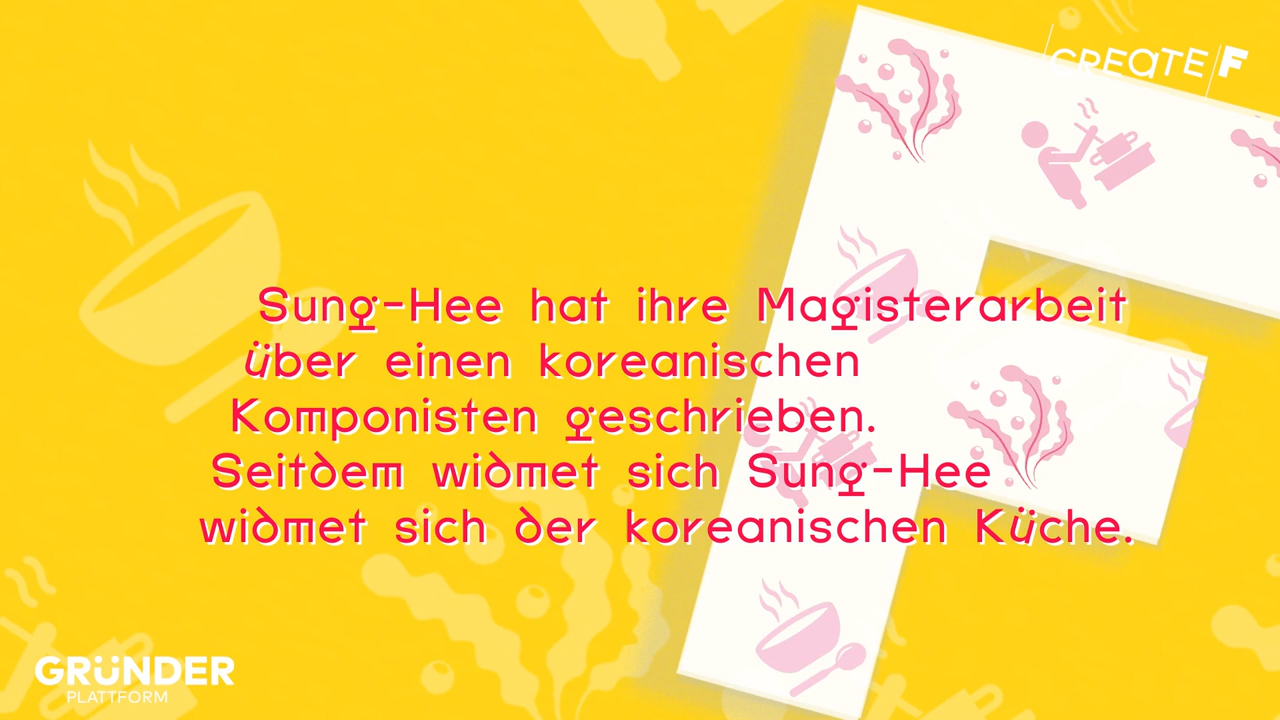 CREATE F
Sung-Hee hat ihre Magisterarbeit
über einen koreanischen
Komponisten geschrieben.
Seitdem widmet sich Sung-Hee
widmet sich der koreanischen Küche.
GRÜNDER
PLATTFORM